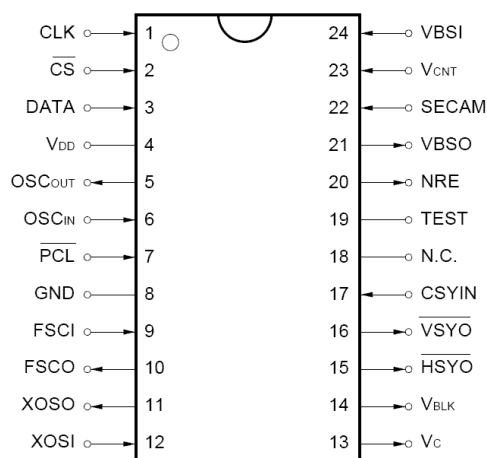 CLK 1 24 VBSI
CS 2 23 VCNT
DATA 3 22 SECAM
VDD 4 21 VBSO
OSCOUT 5 20 NRE
OSCIN 6 19 TEST
PCL 7 18 N.C.
GND 8 17 CSYIN
FSCI 9 16 VSYO
FSCO 10 15 HSYO
XOSO 11 14 VBLK
XOSI 12 13 VC